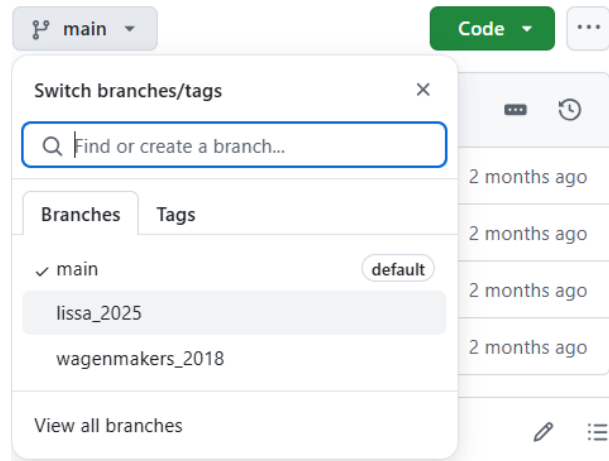 main
Code
Switch branches/tags
Find or create a branch...
2 months ago
Branches Tags
2 months ago
main default
lissa_2025
2 months ago
wagenmakers_2018
2 months ago
View all branches